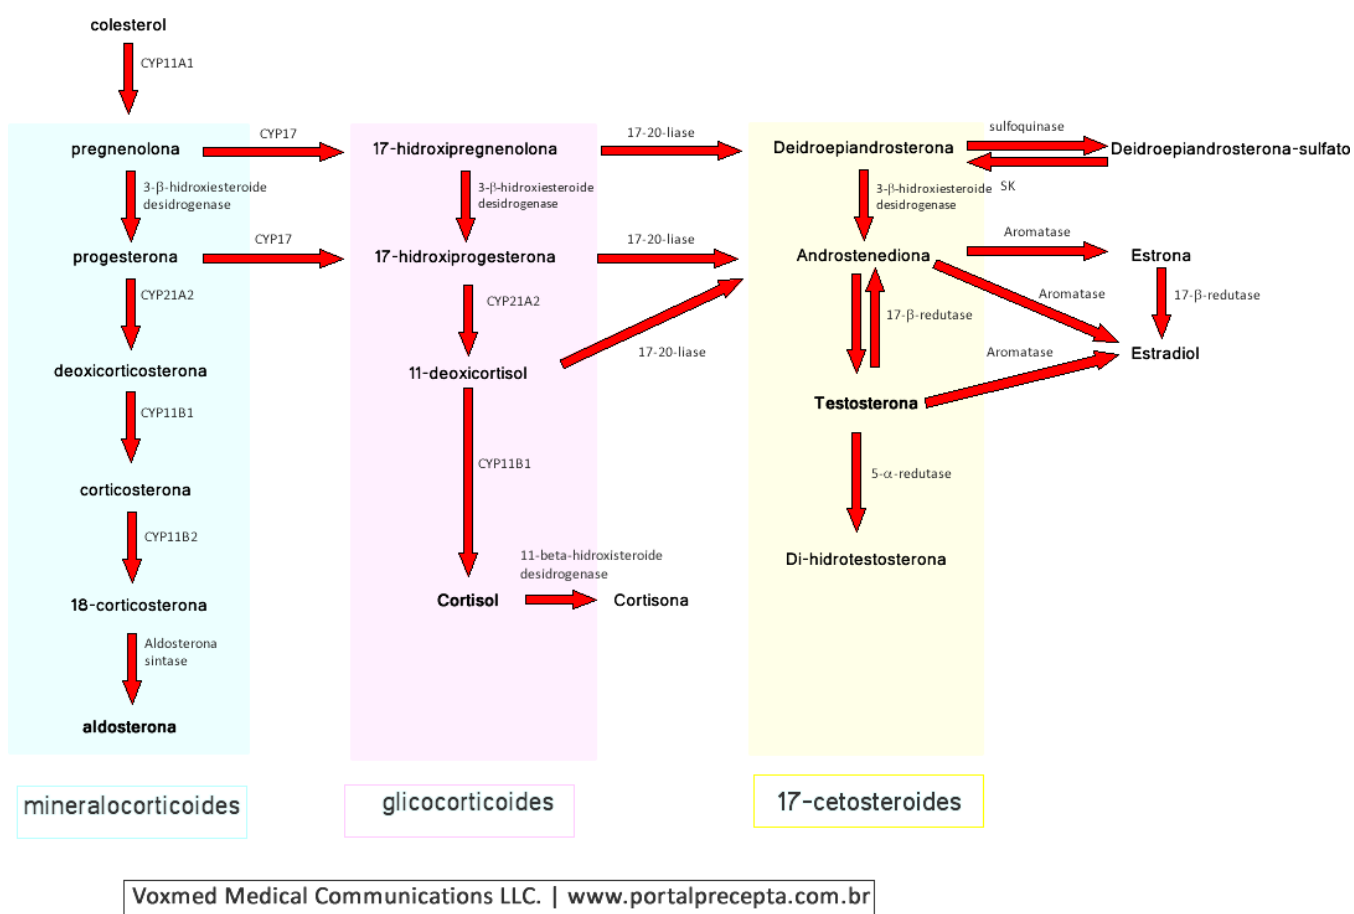 colesterol
CYP11A1
pregnenolona
CYP17
17-hidroxipregnenolona
17-20-liase
Deidroepiandrosterona
sulfoquinase
Deidroepiandrosterona-sulfato
SK
3-β-hidroxiesteroide
desidrogenase
3-β-hidroxiesteroide
desidrogenase
3-β-hidroxiesteroide
desidrogenase
progesterona
CYP17
17-hidroxiprogesterona
17-20-liase
Androstenediona
Aromatase
Estrona
CYP21A2
CYP21A2
17-20-liase
17-β-redutase
Aromatase
17-β-redutase
deoxicorticosterona
11-deoxicortisol
Aromatase
Estradiol
CYP11B1
Testosterona
CYP11B1
5-α-redutase
corticosterona
CYP11B2
11-beta-hidroxisteroide
desidrogenase
Di-hidrotestosterona
18-corticosterona
Cortisol
Cortisona
Aldosterona
sintase
aldosterona
mineralocorticoides
glicocorticoides
17-cetosteroides
Voxmed Medical Communications LLC. | www.portalprecepta.com.br